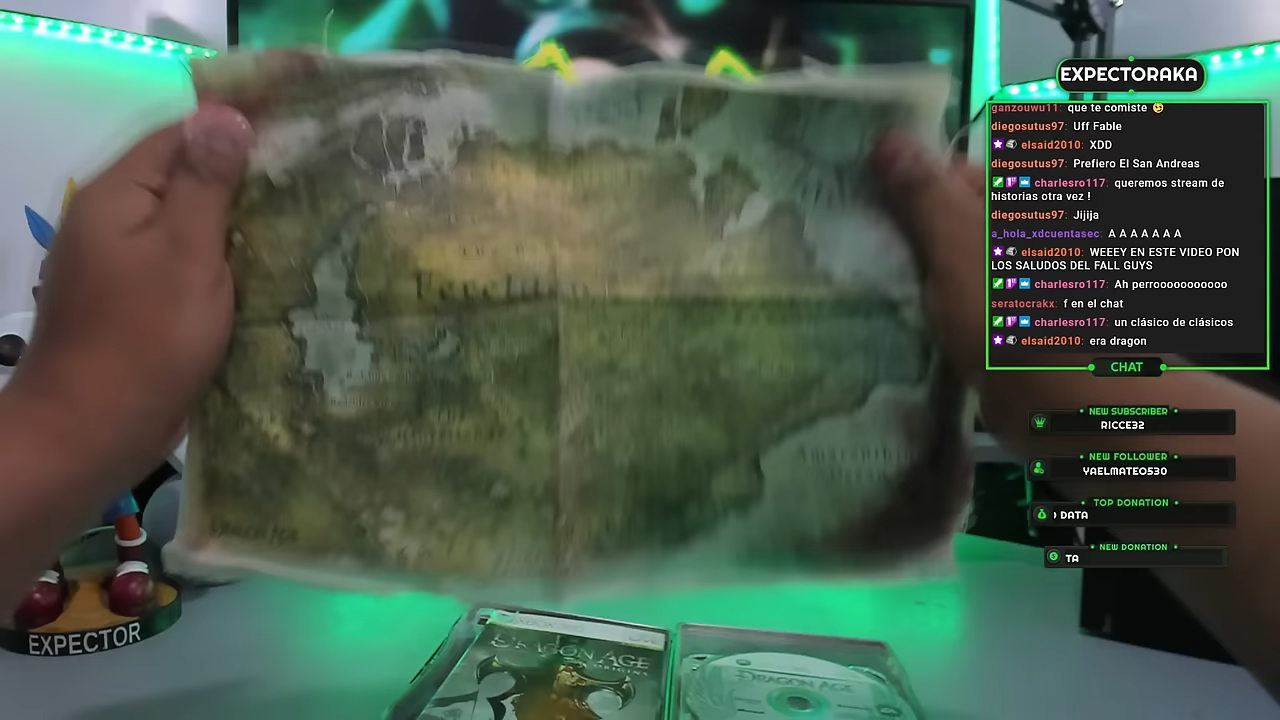 EXPECTORAKA
ganzouwu11: que te comiste 😏
diegosutus97: Uff Fable
elsaid2010: XDD
diegosutus97: Prefiero El San Andreas
charlesro117: queremos stream de
historias otra vez !
diegosutus97: Jijija
a_hola_xdcuentasec: A A A A A A A
elsaid2010: WEEEY EN ESTE VIDEO PON
LOS SALUDOS DEL FALL GUYS
charlesro117: Ah perroooooooooo
seratocrakx: f en el chat
charlesro117: un clásico de clásicos
elsaid2010: era dragon
CHAT
NEW SUBSCRIBER
RICCE32
NEW FOLLOWER
YAELMATEO530
TOP DONATION
DATA
NEW DONATION
TA
EXPECTOR
DRAGON AGE
ORIGINS
DRAGON AGE